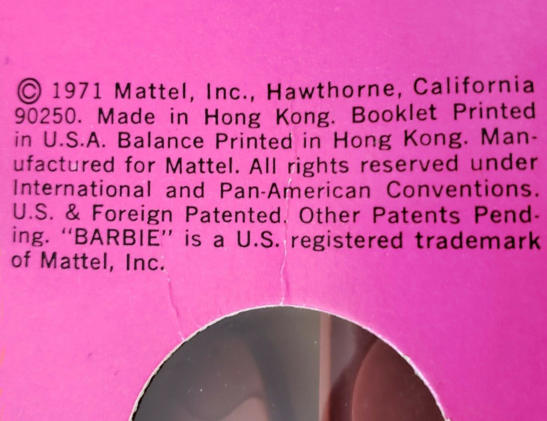 © 1971 Mattel, Inc., Hawthorne, California
90250. Made in Hong Kong. Booklet Printed
in U.S.A. Balance Printed in Hong Kong. Man-
ufactured for Mattel. All rights reserved under
International and Pan-American Conventions.
U.S. & Foreign Patented. Other Patents Pend-
ing. "BARBIE" is a U.S. registered trademark
of Mattel, Inc.